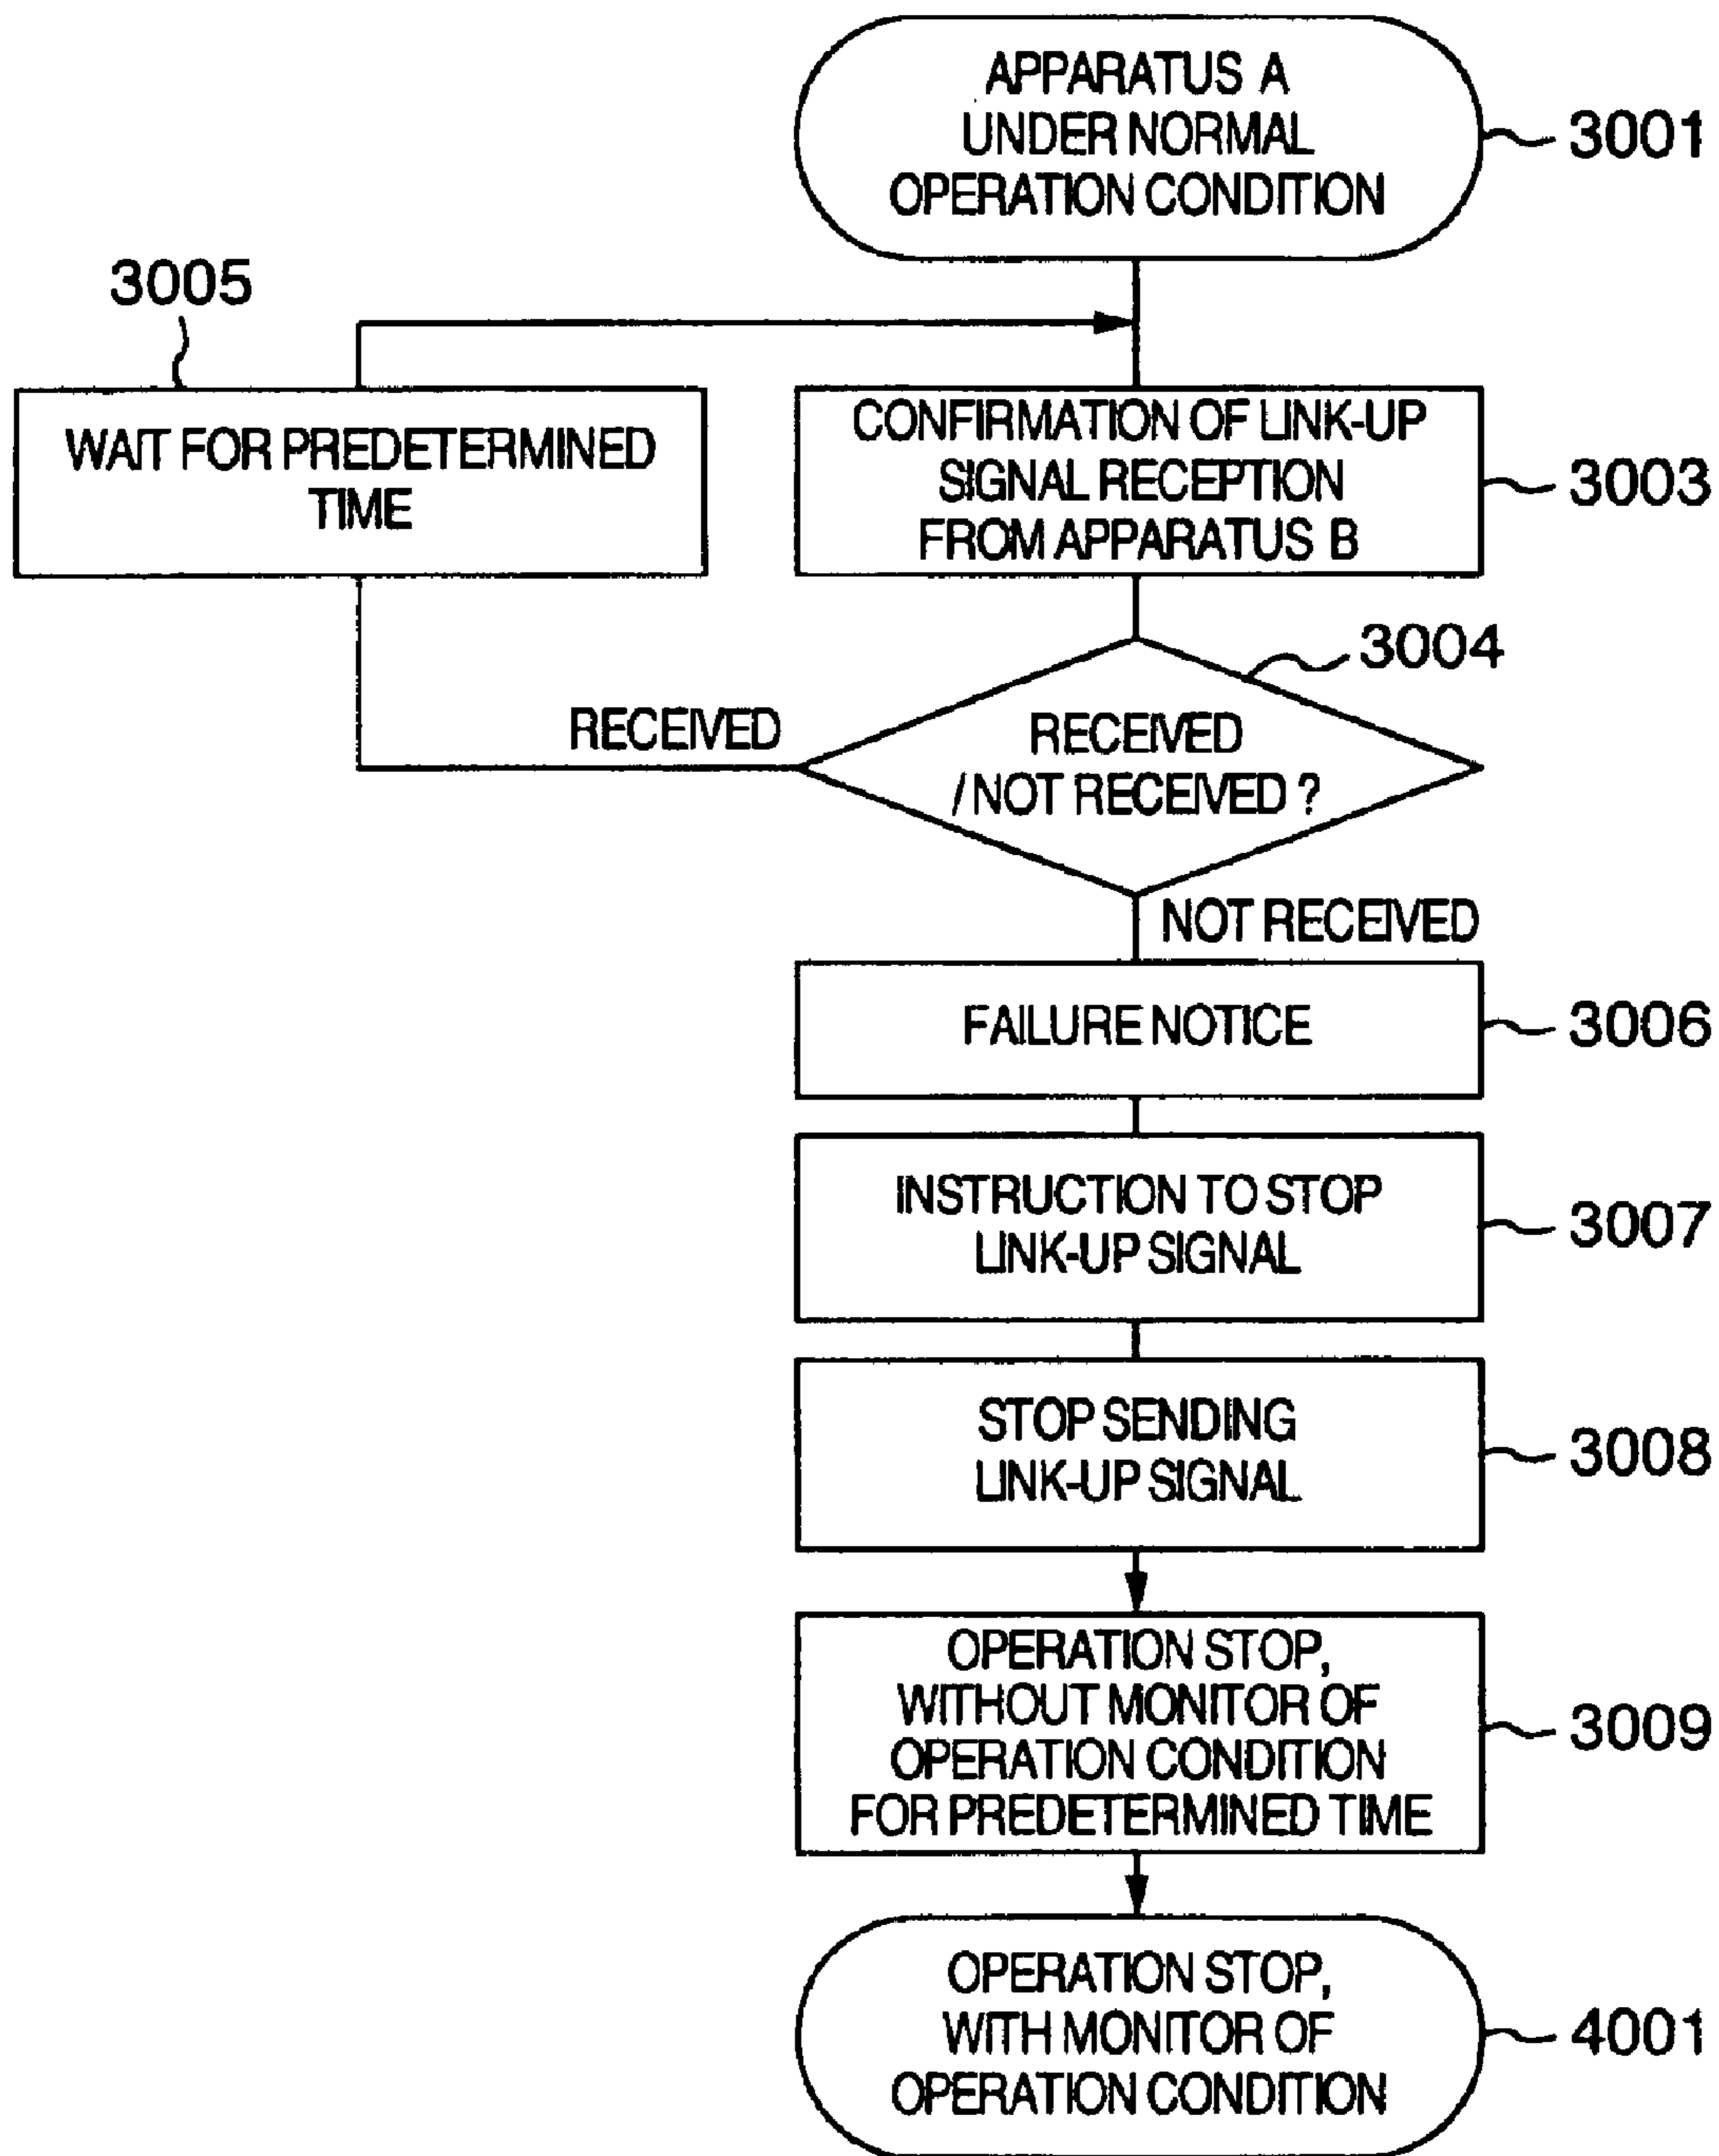 APPARATUS A
UNDER NORMAL
OPERATION CONDITION
3001
3005
WAIT FOR PREDETERMINED
TIME
CONFIRMATION OF LINK-UP
SIGNAL RECEPTION
FROM APPARATUS B
3003
3004
RECEIVED
RECEIVED
/ NOT RECEIVED ?
NOT RECEIVED
FAILURE NOTICE
3006
INSTRUCTION TO STOP
LINK-UP SIGNAL
3007
STOP SENDING
LINK-UP SIGNAL
3008
OPERATION STOP,
WITHOUT MONITOR OF
OPERATION CONDITION
FOR PREDETERMINED TIME
3009
OPERATION STOP,
WITH MONITOR OF
OPERATION CONDITION
4001